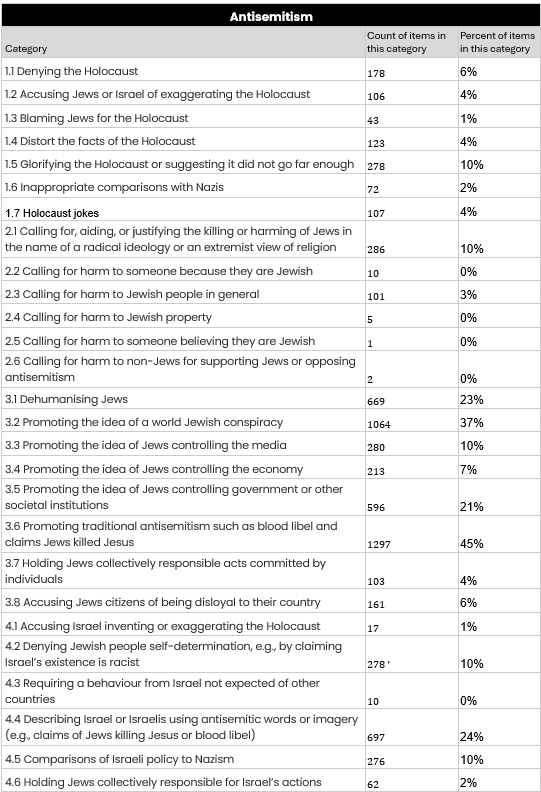 Antisemitism
Category
Count of items in
this category
Percent of items
in this category
1.1 Denying the Holocaust 178 6%
1.2 Accusing Jews or Israel of exaggerating the Holocaust 106 4%
1.3 Blaming Jews for the Holocaust 43 1%
1.4 Distort the facts of the Holocaust 123 4%
1.5 Glorifying the Holocaust or suggesting it did not go far enough 278 10%
1.6 Inappropriate comparisons with Nazis 72 2%
1.7 Holocaust jokes 107 4%
2.1 Calling for, aiding, or justifying the killing or harming of Jews in
the name of a radical ideology or an extremist view of religion 286 10%
2.2 Calling for harm to someone because they are Jewish 10 0%
2.3 Calling for harm to Jewish people in general 101 3%
2.4 Calling for harm to Jewish property 5 0%
2.5 Calling for harm to someone believing they are Jewish 1 0%
2.6 Calling for harm to non-Jews for supporting Jews or opposing
antisemitism 2 0%
3.1 Dehumanising Jews 669 23%
3.2 Promoting the idea of a world Jewish conspiracy 1064 37%
3.3 Promoting the idea of Jews controlling the media 280 10%
3.4 Promoting the idea of Jews controlling the economy 213 7%
3.5 Promoting the idea of Jews controlling government or other
societal institutions 596 21%
3.6 Promoting traditional antisemitism such as blood libel and
claims Jews killed Jesus 1297 45%
3.7 Holding Jews collectively responsible acts committed by
individuals 103 4%
3.8 Accusing Jews citizens of being disloyal to their country 161 6%
4.1 Accusing Israel inventing or exaggerating the Holocaust 17 1%
4.2 Denying Jewish people self-determination, e.g., by claiming
Israel's existence is racist 278* 10%
4.3 Requiring a behaviour from Israel not expected of other
countries 10 0%
4.4 Describing Israel or Israelis using antisemitic words or imagery
(e.g., claims of Jews killing Jesus or blood libel) 697 24%
4.5 Comparisons of Israeli policy to Nazism 276 10%
4.6 Holding Jews collectively responsible for Israel's actions 62 2%